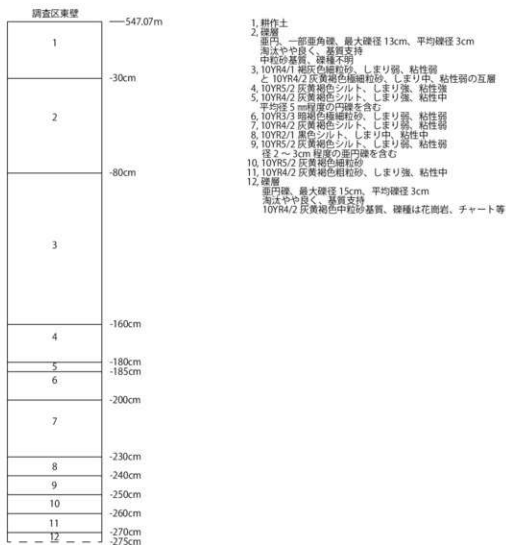 調査区東壁
547.07m
1
-30cm
2
-80cm
3
-160cm
4
-180cm
5
-185cm
6
-200cm
7
-230cm
8
-240cm
9
-250cm
10
-260cm
11
-270cm
12
-275cm
1, 耕作土
2, 礫層
亜円、一部亜角礫、最大礫径 13cm、平均礫径 3cm
淘汰やや良く、基質支持
中粒砂基質、礫種不明
3, 10YR4/1 褐灰色細粒砂、しまり弱、粘性弱
と 10YR4/2 灰黄褐色極細粒砂、しまり中、粘性弱の互層
4, 10YR5/2 灰黄褐色シルト、しまり強、粘性強
5, 10YR4/2 灰黄褐色シルト、しまり強、粘性中
平均径 5 ㎜程度の円礫を含む
6, 10YR3/3 暗褐色極細粒砂、しまり弱、粘性弱
7, 10YR4/2 灰黄褐色シルト、しまり弱、粘性弱
8, 10YR2/1 黒色シルト、しまり中、粘性中
9, 10YR5/2 灰黄褐色シルト、しまり弱、粘性弱
径 2 ～ 3cm 程度の亜円礫を含む
10, 10YR5/2 灰黄褐色細粒砂
11, 10YR4/2 灰黄褐色粗粒砂、しまり強、粘性中
12, 礫層
亜円礫、最大礫径 15cm、平均礫径 3cm
淘汰やや良く、基質支持
10YR4/2 灰黄褐色中粒砂基質、礫種は花崗岩、チャート等